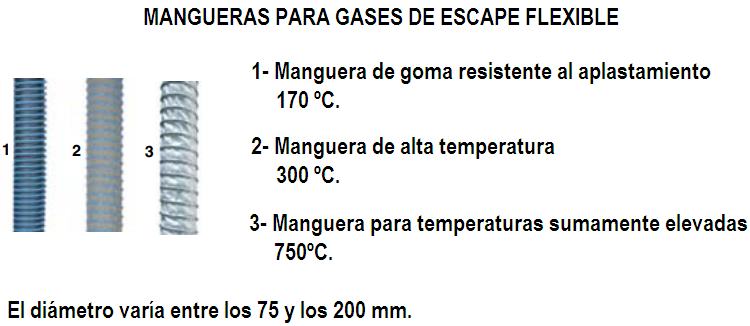 MANGUERAS PARA GASES DE ESCAPE FLEXIBLE
1- Manguera de goma resistente al aplastamiento
170 ºC.
2- Manguera de alta temperatura
300 ºC.
3- Manguera para temperaturas sumamente elevadas
750ºC.
1 2 3
El diámetro varía entre los 75 y los 200 mm.